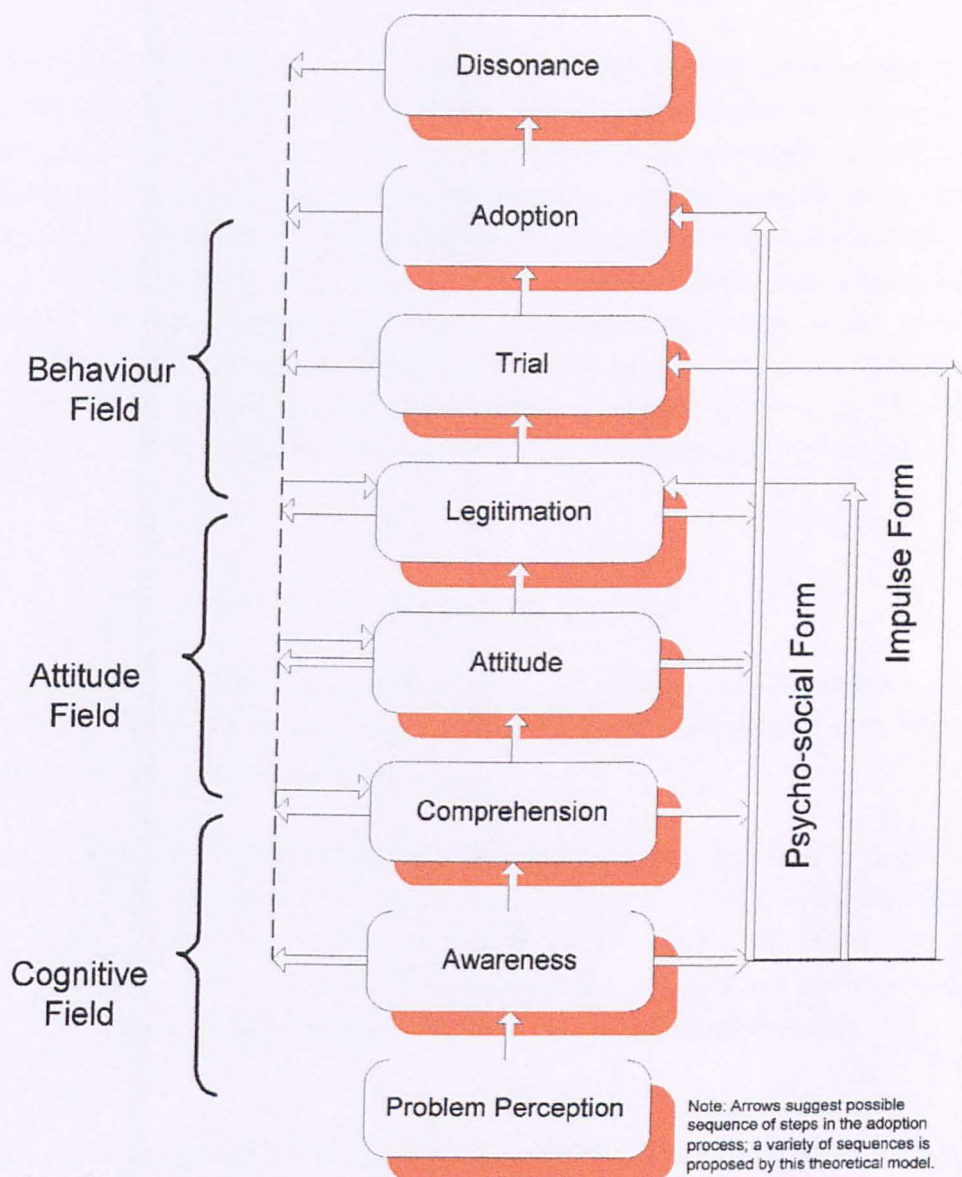 Dissonance
Adoption
Behaviour
Field
Trial
Legitimation
Attitude
Field
Attitude
Psycho-social Form
Impulse Form
Comprehension
Cognitive
Field
Awareness
Problem Perception
Note: Arrows suggest possible
sequence of steps in the adoption
process; a variety of sequences is
proposed by this theoretical model.